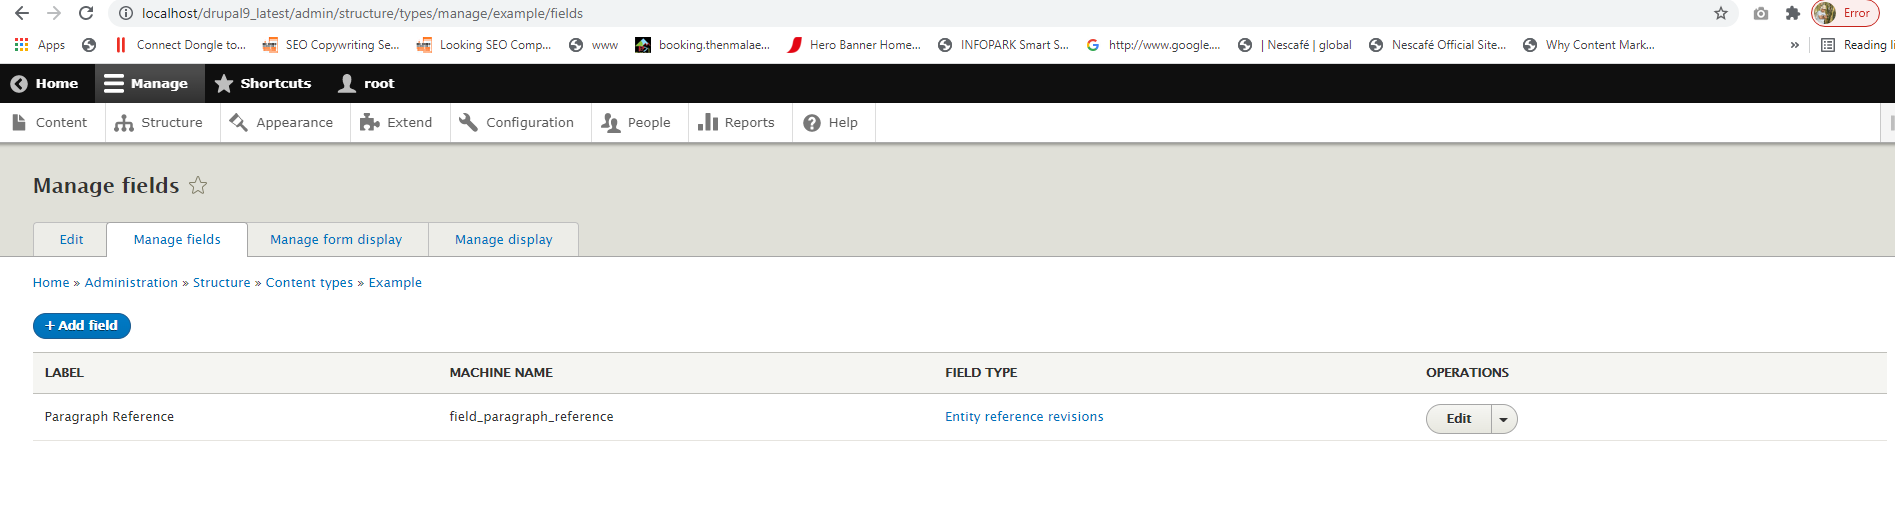 localhost/drupal9_latest/admin/structure/types/manage/example/fields Error
Apps Connect Dongle to... SEO Copywriting Se... Looking SEO Comp... www booking.thenmalae... Hero Banner Home... INFOPARK Smart S... http://www.google.... | Nescafé | global Nescafé Official Site... Why Content Mark... » Reading li
Home Manage Shortcuts root
Content Structure Appearance Extend Configuration People Reports Help
Manage fields
Edit Manage fields Manage form display Manage display
Home » Administration » Structure » Content types » Example
+ Add field
LABEL MACHINE NAME FIELD TYPE OPERATIONS
Paragraph Reference field_paragraph_reference Entity reference revisions Edit